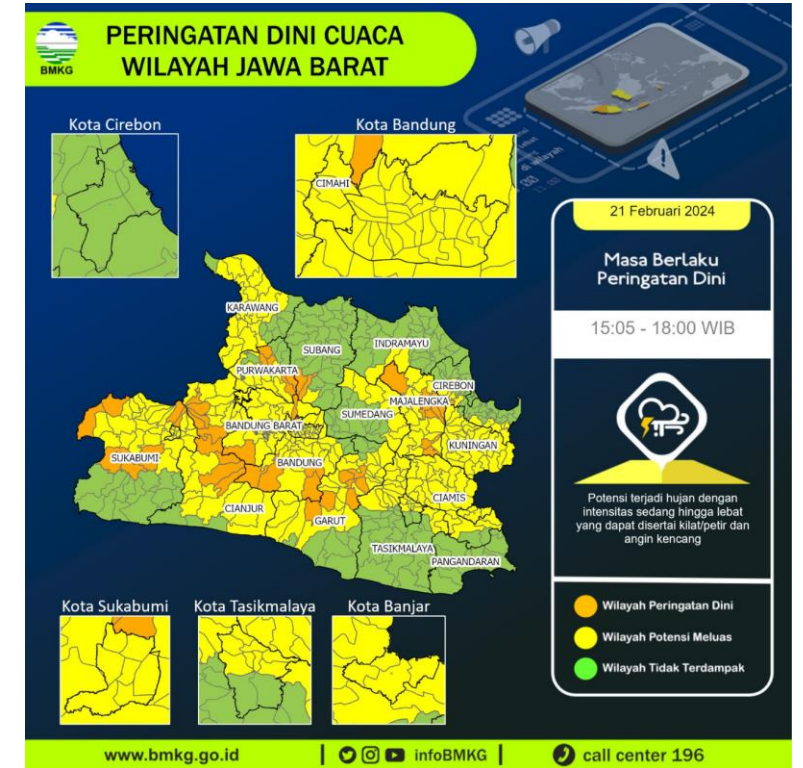 BMKG
PERINGATAN DINI CUACA
WILAYAH JAWA BARAT
Kota Cirebon
Kota Bandung
CIMAHI
di wilayah
21 Februari 2024
Masa Berlaku
Peringatan Dini
15:05 - 18:00 WIB
Potensi terjadi hujan dengan
intensitas sedang hingga lebat
yang dapat disertai kilat/petir dan
angin kencang
Wilayah Peringatan Dini
Wilayah Potensi Meluas
Wilayah Tidak Terdampak
KARAWANG
SUBANG
INDRAMAYU
PURWAKARTA
CIREBON
MAJALENGKA
SUMEDANG
BANDUNG BARAT
KUNINGAN
SUKABUMI
BANDUNG
CIAMIS
CIANJUR
GARUT
TASIKMALAYA
PANGANDARAN
Kota Sukabumi
Kota Tasikmalaya
Kota Banjar
www.bmkg.go.id
infoBMKG
call center 196